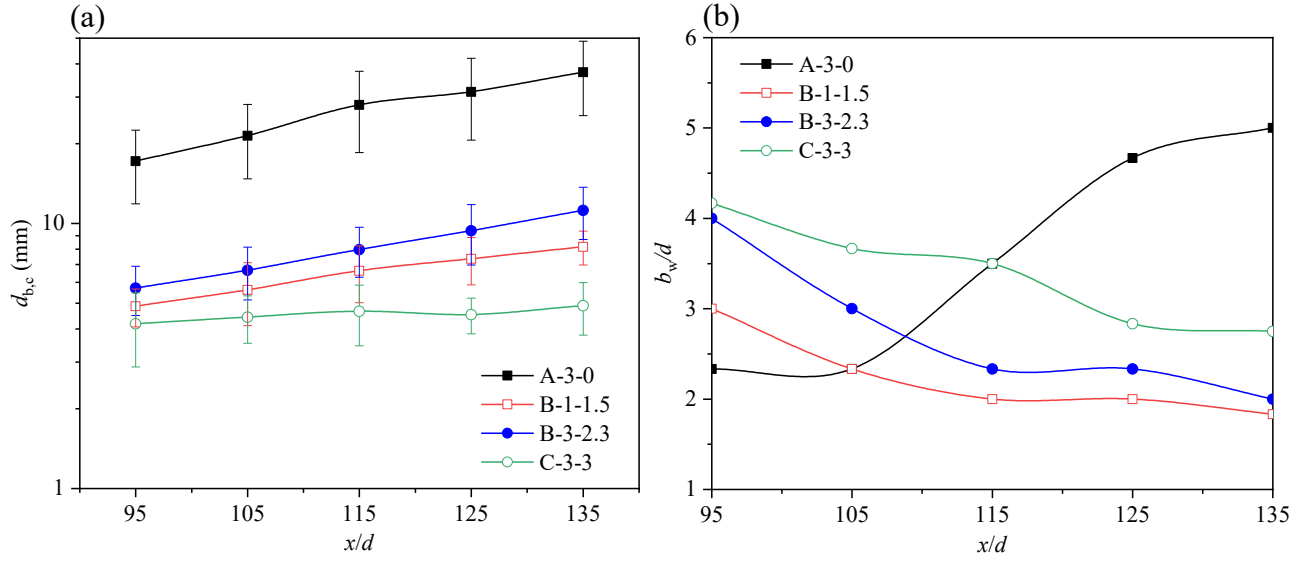 (a)
10
1
d_b,c (mm)
95 105 115 125 135
x/d
A-3-0
B-1-1.5
B-3-2.3
C-3-3
(b)
6
5
4
3
2
1
b_w/d
95 105 115 125 135
x/d
A-3-0
B-1-1.5
B-3-2.3
C-3-3